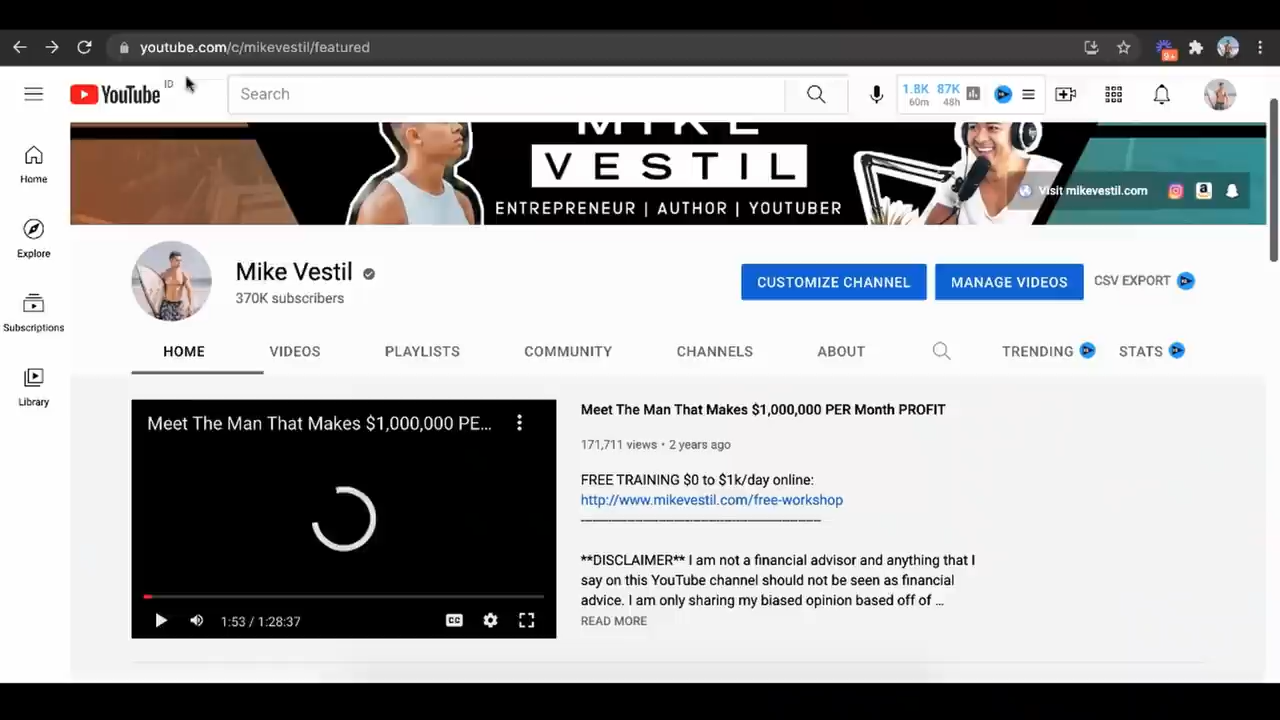 youtube.com/c/mikevestil/featured
9+
YouTube ID
Search
1.8K 87K
60m 48h
MIKE
VESTIL
ENTREPRENEUR | AUTHOR | YOUTUBER
Visit mikevestil.com
Home
Explore
Subscriptions
Library
Mike Vestil
370K subscribers
CUSTOMIZE CHANNEL
MANAGE VIDEOS
CSV EXPORT
HOME
VIDEOS
PLAYLISTS
COMMUNITY
CHANNELS
ABOUT
TRENDING
STATS
Meet The Man That Makes $1,000,000 PE...
CC
1:53 / 1:28:37
Meet The Man That Makes $1,000,000 PER Month PROFIT
171,711 views • 2 years ago
FREE TRAINING $0 to $1k/day online:
http://www.mikevestil.com/free-workshop
**DISCLAIMER** I am not a financial advisor and anything that I
say on this YouTube channel should not be seen as financial
advice. I am only sharing my biased opinion based off of ...
READ MORE